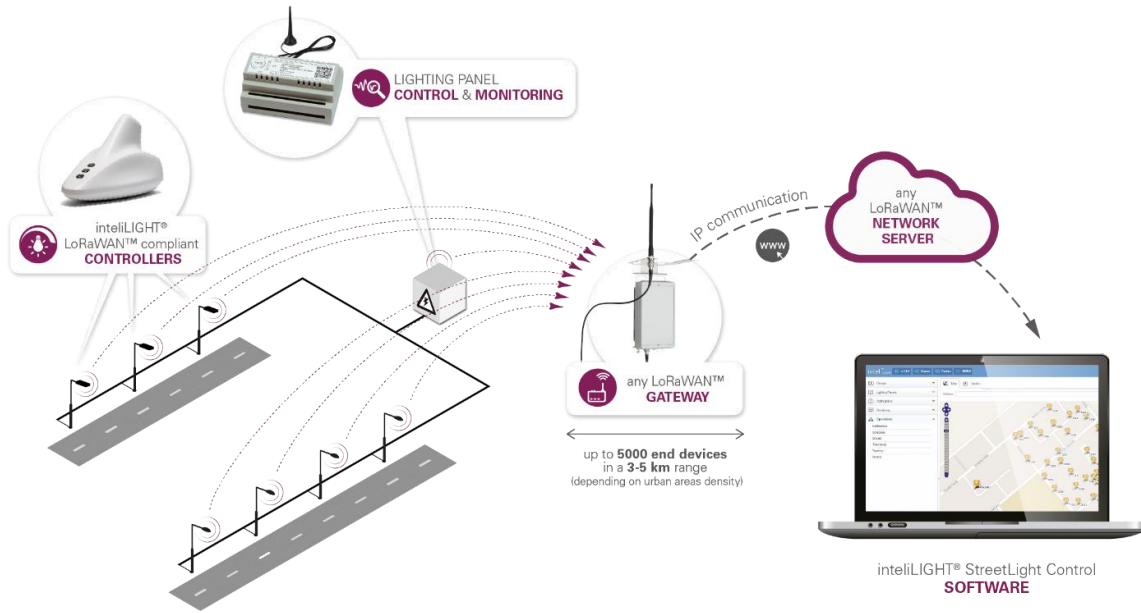 LIGHTING PANEL
CONTROL & MONITORING
inteliLIGHT®
LoRaWAN™ compliant
CONTROLLERS
IP communication
www
any
LoRaWAN™
NETWORK
SERVER
any LoRaWAN™
GATEWAY
up to 5000 end devices
in a 3-5 km range
(depending on urban areas density)
inteliLIGHT® StreetLight Control
SOFTWARE